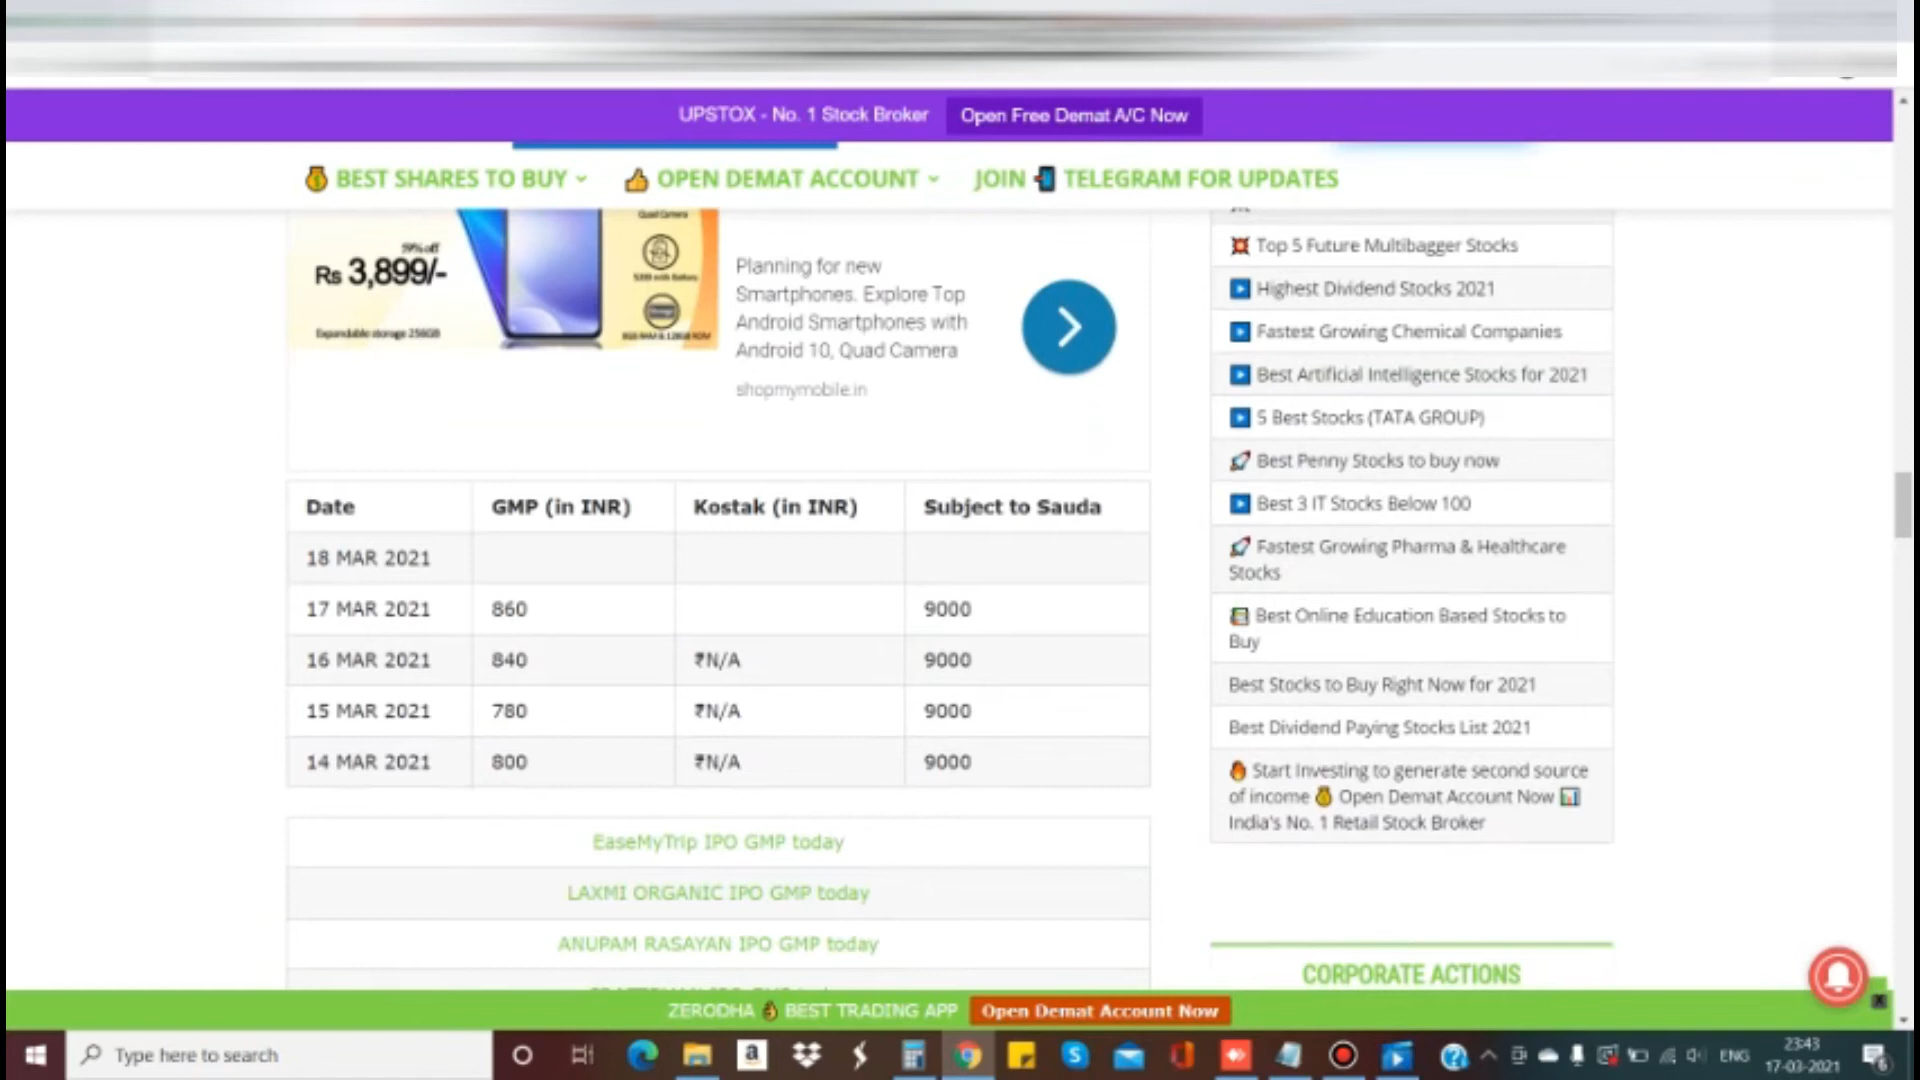 UPSTOX - No. 1 Stock Broker Open Free Demat A/C Now
BEST SHARES TO BUY OPEN DEMAT ACCOUNT JOIN TELEGRAM FOR UPDATES
Quad Camera
59% off
Rs 3,899/-
Expandable storage 256GB
Planning for new
Smartphones. Explore Top
Android Smartphones with
Android 10, Quad Camera
shopmymobile.in
Date GMP (in INR) Kostak (in INR) Subject to Sauda
18 MAR 2021
17 MAR 2021 860 9000
16 MAR 2021 840 ₹N/A 9000
15 MAR 2021 780 ₹N/A 9000
14 MAR 2021 800 ₹N/A 9000
EaseMyTrip IPO GMP today
LAXMI ORGANIC IPO GMP today
ANUPAM RASAYAN IPO GMP today
Top 5 Future Multibagger Stocks
Highest Dividend Stocks 2021
Fastest Growing Chemical Companies
Best Artificial Intelligence Stocks for 2021
5 Best Stocks (TATA GROUP)
Best Penny Stocks to buy now
Best 3 IT Stocks Below 100
Fastest Growing Pharma & Healthcare
Stocks
Best Online Education Based Stocks to
Buy
Best Stocks to Buy Right Now for 2021
Best Dividend Paying Stocks List 2021
Start Investing to generate second source
of income Open Demat Account Now
India's No. 1 Retail Stock Broker
CORPORATE ACTIONS
ZERODHA BEST TRADING APP Open Demat Account Now
Type here to search
ENG
23:43
17-03-2021